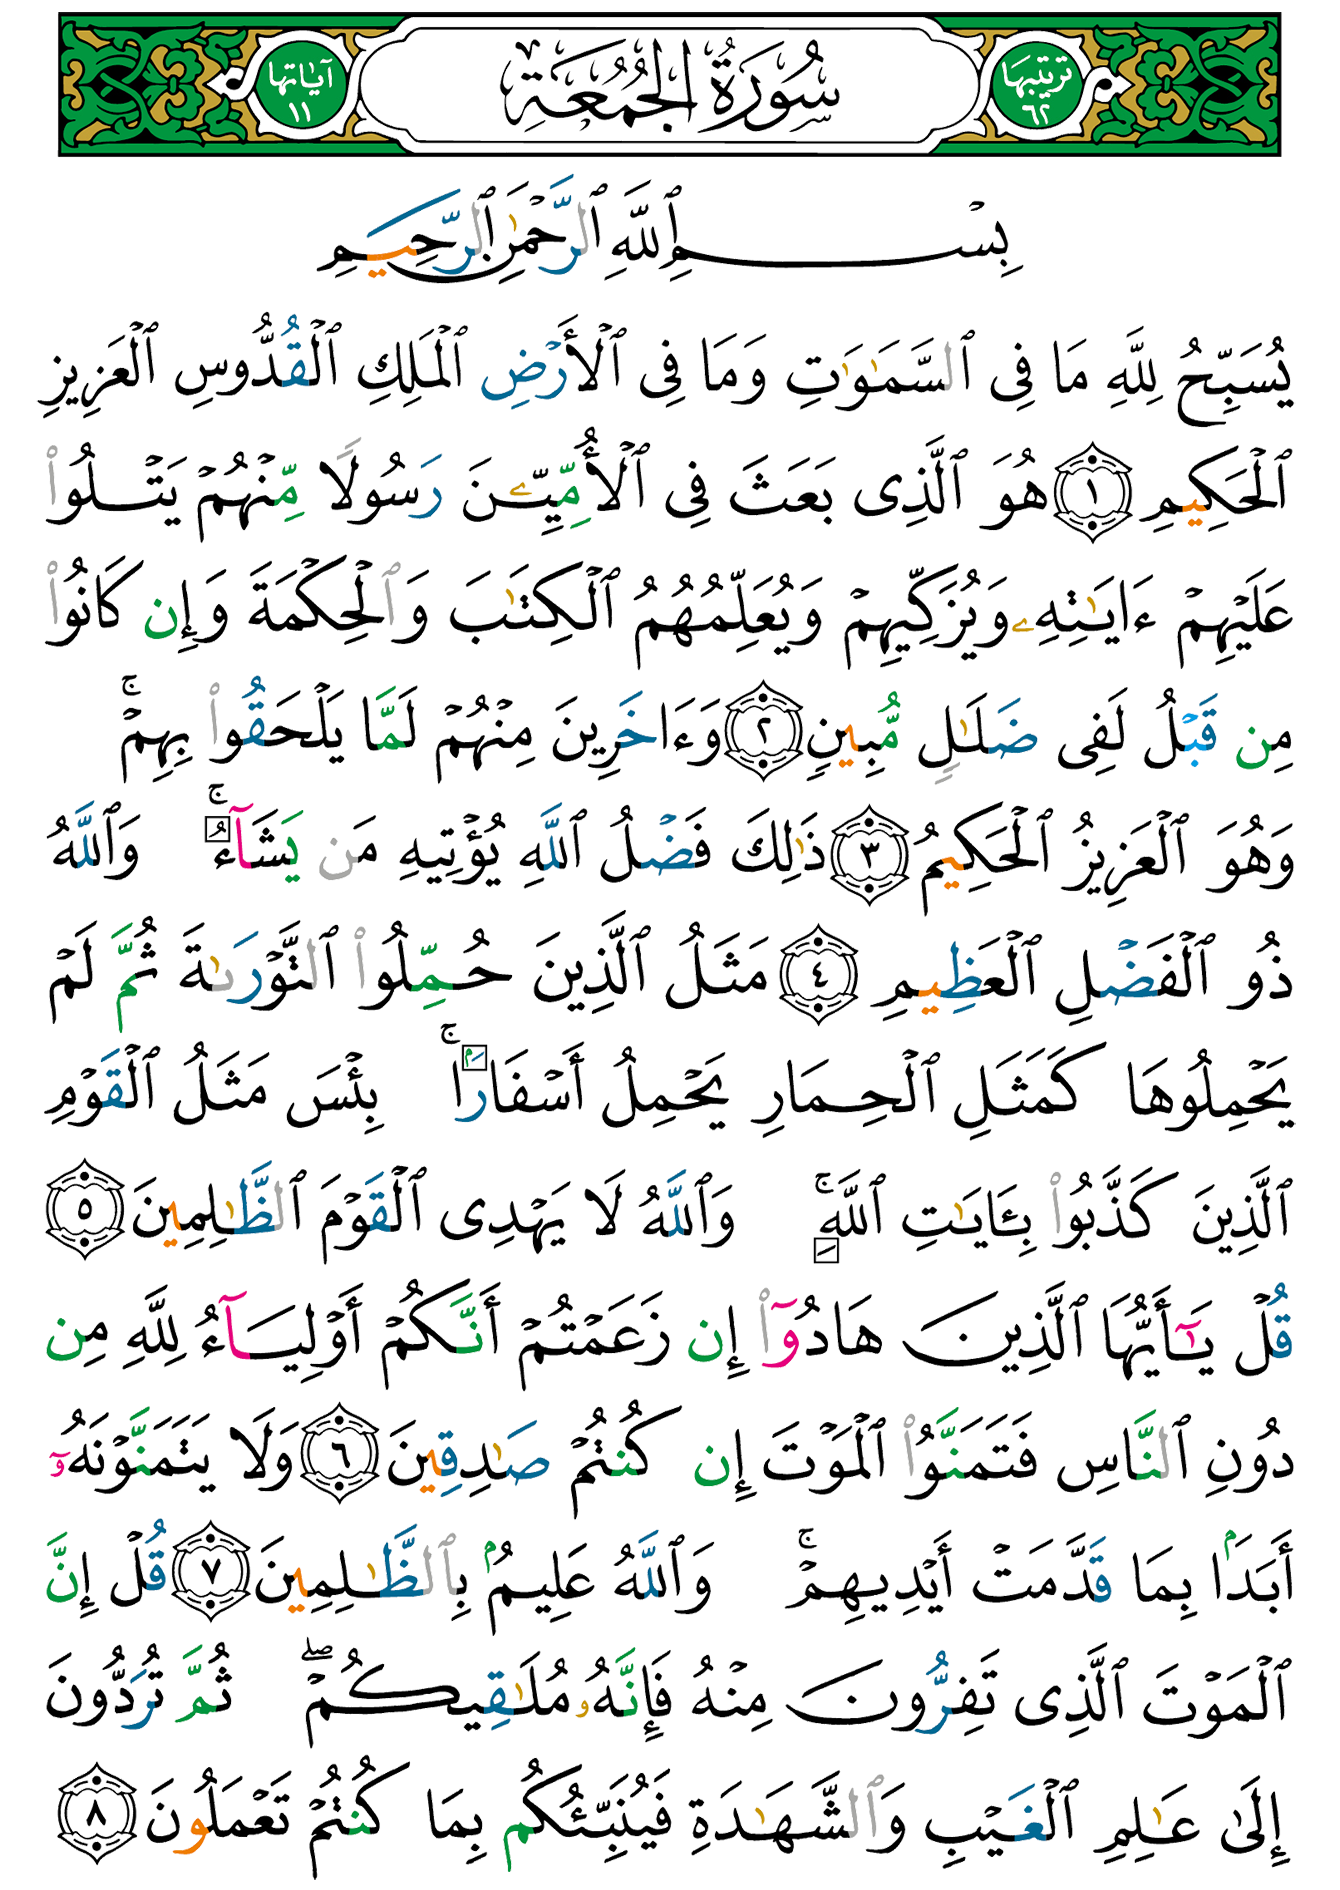 ترتيبها ٦٢
سُورَةُ الجُمُعَةِ
آيَاتها ١١
بِسۡمِ ٱللَّهِ ٱلرَّحۡمَٰنِ ٱلرَّحِيمِ
يُسَبِّحُ لِلَّهِ مَا فِى ٱلسَّمَٰوَٰتِ وَمَا فِى ٱلۡأَرۡضِ ٱلۡمَلِكِ ٱلۡقُدُّوسِ ٱلۡعَزِيزِ
ٱلۡحَكِيمِ ١ هُوَ ٱلَّذِى بَعَثَ فِى ٱلۡأُمِّيِّـۧنَ رَسُولًا مِّنۡهُمۡ يَتۡلُوا۟
عَلَيۡهِمۡ ءَايَٰتِهِۦ وَيُزَكِّيهِمۡ وَيُعَلِّمُهُمُ ٱلۡكِتَٰبَ وَٱلۡحِكۡمَةَ وَإِن كَانُوا۟
مِن قَبۡلُ لَفِى ضَلَٰلٍ مُّبِينٍ ٢ وَءَاخَرِينَ مِنۡهُمۡ لَمَّا يَلۡحَقُوا۟ بِهِمۡۚ
وَهُوَ ٱلۡعَزِيزُ ٱلۡحَكِيمُ ٣ ذَٰلِكَ فَضۡلُ ٱللَّهِ يُؤۡتِيهِ مَن يَشَآءُۚ وَٱللَّهُ
ذُو ٱلۡفَضۡلِ ٱلۡعَظِيمِ ٤ مَثَلُ ٱلَّذِينَ حُمِّلُوا۟ ٱلتَّوۡرَىٰةَ ثُمَّ لَمۡ
يَحۡمِلُوهَا كَمَثَلِ ٱلۡحِمَارِ يَحۡمِلُ أَسۡفَارَۢاۚ بِئۡسَ مَثَلُ ٱلۡقَوۡمِ
ٱلَّذِينَ كَذَّبُوا۟ بِـَٔايَٰتِ ٱللَّهِۚ وَٱللَّهُ لَا يَهۡدِى ٱلۡقَوۡمَ ٱلظَّٰلِمِينَ ٥
قُلۡ يَٰٓأَيُّهَا ٱلَّذِينَ هَادُوٓا۟ إِن زَعَمۡتُمۡ أَنَّكُمۡ أَوۡلِيَآءُ لِلَّهِ مِن
دُونِ ٱلنَّاسِ فَتَمَنَّوُا۟ ٱلۡمَوۡتَ إِن كُنتُمۡ صَٰدِقِينَ ٦ وَلَا يَتَمَنَّوۡنَهُۥٓ
أَبَدَۢا بِمَا قَدَّمَتۡ أَيۡدِيهِمۡۚ وَٱللَّهُ عَلِيمُۢ بِٱلظَّٰلِمِينَ ٧ قُلۡ إِنَّ
ٱلۡمَوۡتَ ٱلَّذِى تَفِرُّونَ مِنۡهُ فَإِنَّهُۥ مُلَٰقِيكُمۡۖ ثُمَّ تُرَدُّونَ
إِلَىٰ عَٰلِمِ ٱلۡغَيۡبِ وَٱلشَّهَٰدَةِ فَيُنَبِّئُكُم بِمَا كُنتُمۡ تَعۡمَلُونَ ٨